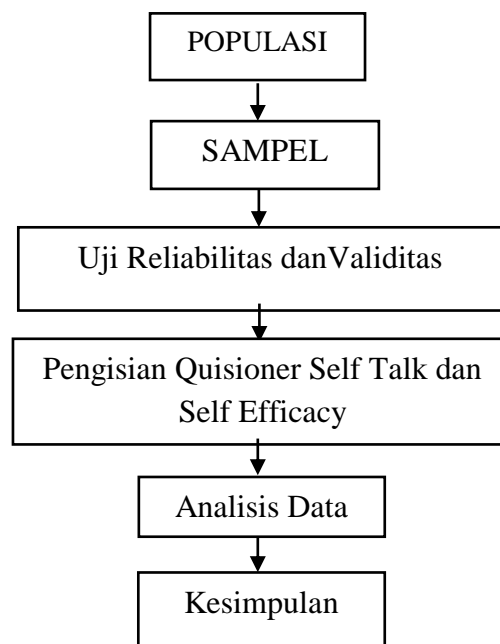 POPULASI
SAMPEL
Uji Reliabilitas danValiditas
Pengisian Quisioner Self Talk dan
Self Efficacy
Analisis Data
Kesimpulan